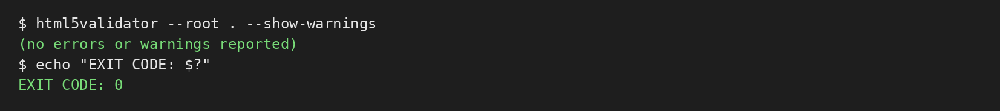 $ html5validator --root . --show-warnings
(no errors or warnings reported)
$ echo "EXIT CODE: $?"
EXIT CODE: 0